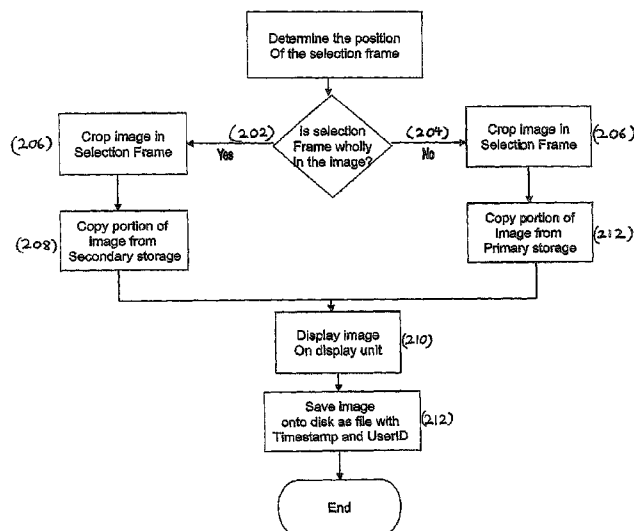 Determine the position
Of the selection frame
(202)
Is
selection
Frame wholly
In the image?
(204)
Yes
No
(206)
Crop image in
Selection Frame
Crop image in
Selection Frame
(206)
(208)
Copy portion of
Image from
Secondary storage
Copy portion of
Image from
Primary storage
(212)
Display image
On display unit
(210)
Save image
onto disk as file with
Timestamp and UserID
(212)
End